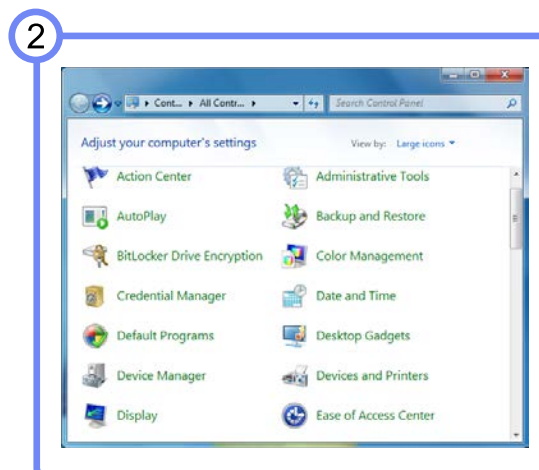 2
Cont... All Contr...
Search Control Panel
Adjust your computer's settings
View by: Large icons
Action Center
Administrative Tools
AutoPlay
Backup and Restore
BitLocker Drive Encryption
Color Management
Credential Manager
Date and Time
Default Programs
Desktop Gadgets
Device Manager
Devices and Printers
Display
Ease of Access Center